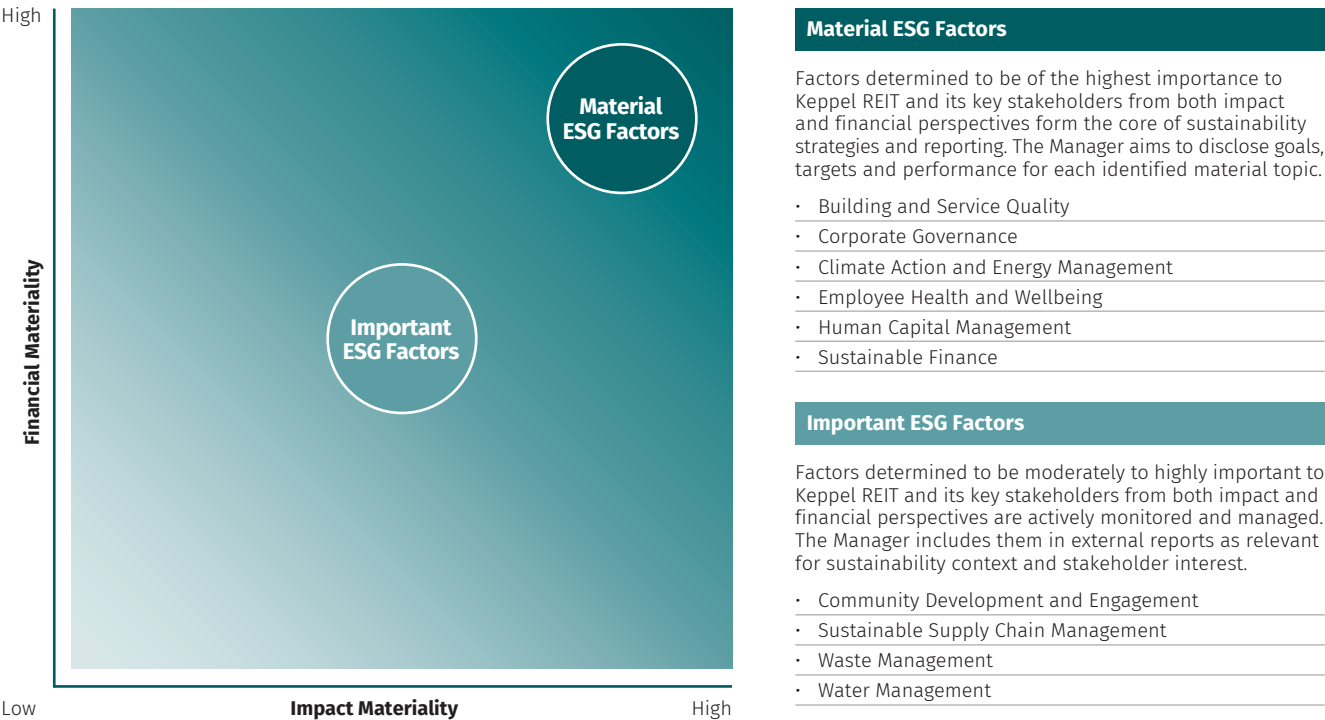 High
Financial Materiality
Material
ESG Factors
Important
ESG Factors
Low
Impact Materiality
High
Material ESG Factors
Factors determined to be of the highest importance to
Keppel REIT and its key stakeholders from both impact
and financial perspectives form the core of sustainability
strategies and reporting. The Manager aims to disclose goals,
targets and performance for each identified material topic.
• Building and Service Quality
• Corporate Governance
• Climate Action and Energy Management
• Employee Health and Wellbeing
• Human Capital Management
• Sustainable Finance
Important ESG Factors
Factors determined to be moderately to highly important to
Keppel REIT and its key stakeholders from both impact and
financial perspectives are actively monitored and managed.
The Manager includes them in external reports as relevant
for sustainability context and stakeholder interest.
• Community Development and Engagement
• Sustainable Supply Chain Management
• Waste Management
• Water Management